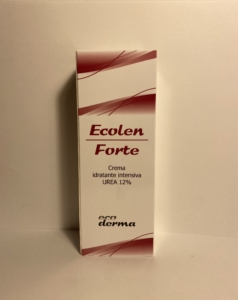 Ecolen
Forte
Crema
idratante intensiva
UREA 12%
eco
derma